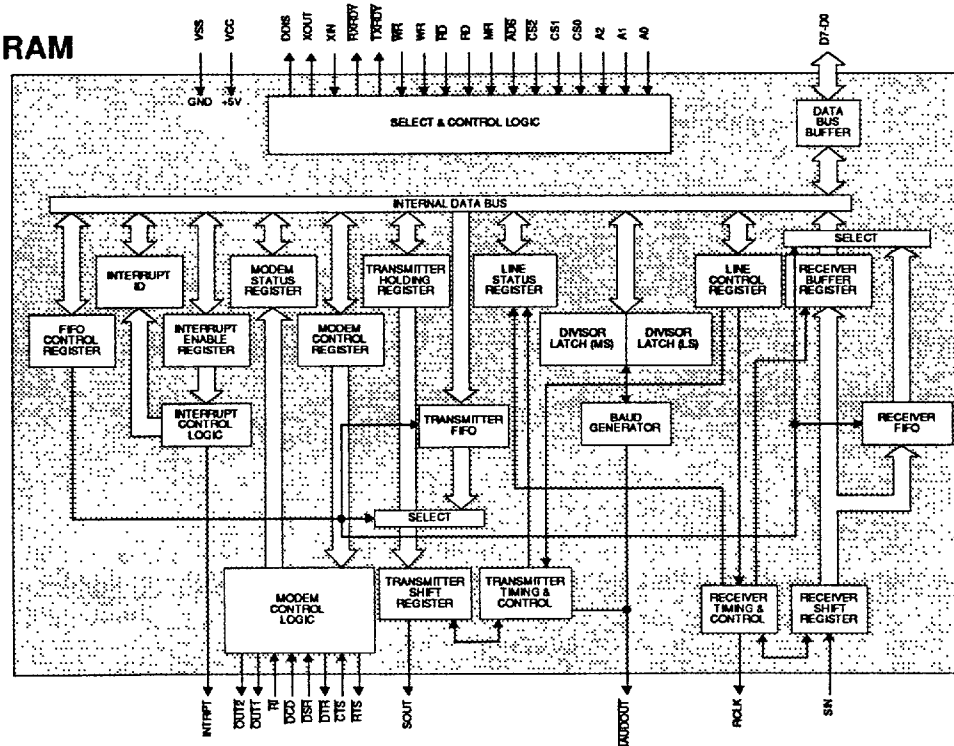 RAM
VSS
VCC
DDIS
XOUT
XIN
RXRDY
TXRDY
WR
WR
RD
RD
MR
ADS
CS2
CS1
CS0
A2
A1
A0
D7-D0
GND
+5V
SELECT & CONTROL LOGIC
DATA
BUS
BUFFER
INTERNAL DATA BUS
SELECT
INTERRUPT
ID
MODEM
STATUS
REGISTER
TRANSMITTER
HOLDING
REGISTER
LINE
STATUS
REGISTER
LINE
CONTROL
REGISTER
RECEIVER
BUFFER
REGISTER
FIFO
CONTROL
REGISTER
INTERRUPT
ENABLE
REGISTER
MODEM
CONTROL
REGISTER
DIVISOR
LATCH (MS)
DIVISOR
LATCH (LS)
INTERRUPT
CONTROL
LOGIC
TRANSMITTER
FIFO
BAUD
GENERATOR
RECEIVER
FIFO
SELECT
MODEM
CONTROL
LOGIC
TRANSMITTER
SHIFT
REGISTER
TRANSMITTER
TIMING &
CONTROL
RECEIVER
TIMING &
CONTROL
RECEIVER
SHIFT
REGISTER
INTRPT
OUT2
OUT1
RI
DCD
DSR
DTR
CTS
RTS
SOUT
AUDOUT
RCLK
SIN